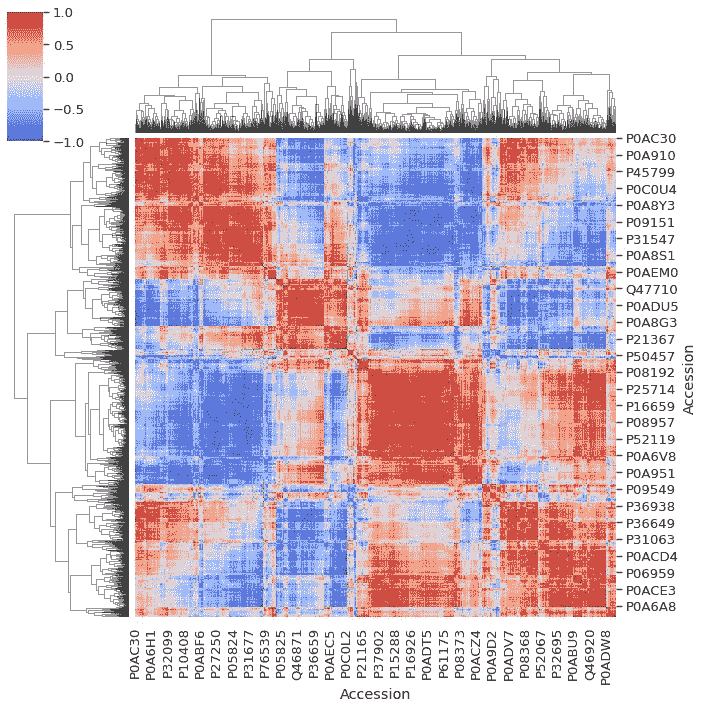 1.0
0.5
0.0
−0.5
−1.0
P0AC30
P0A910
P45799
P0C0U4
P0A8Y3
P09151
P31547
P0A8S1
P0AEM0
Q47710
P0ADU5
P0A8G3
P21367
P50457
P08192
P25714
P16659
P08957
P52119
P0A6V8
P0A951
P09549
P36938
P36649
P31063
P0ACD4
P06959
P0ACE3
P0A6A8
Accession
P0AC30
P0A6H1
P32099
P10408
P0ABF6
P27250
P05824
P31677
P76539
P05825
Q46871
P36659
P0AEC5
P0C0L2
P21165
P37902
P15288
P16926
P0ADT5
P61175
P08373
P0ACZ4
P0A9D2
P0ADV7
P08368
P52067
P32695
P0ABU9
Q46920
P0ADW8
Accession